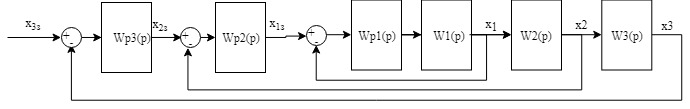 x3з
+
-
Wp3(p)
x2з
+
-
Wp2(p)
x1з
+
-
Wp1(p)
W1(p)
x1
W2(p)
x2
W3(p)
x3